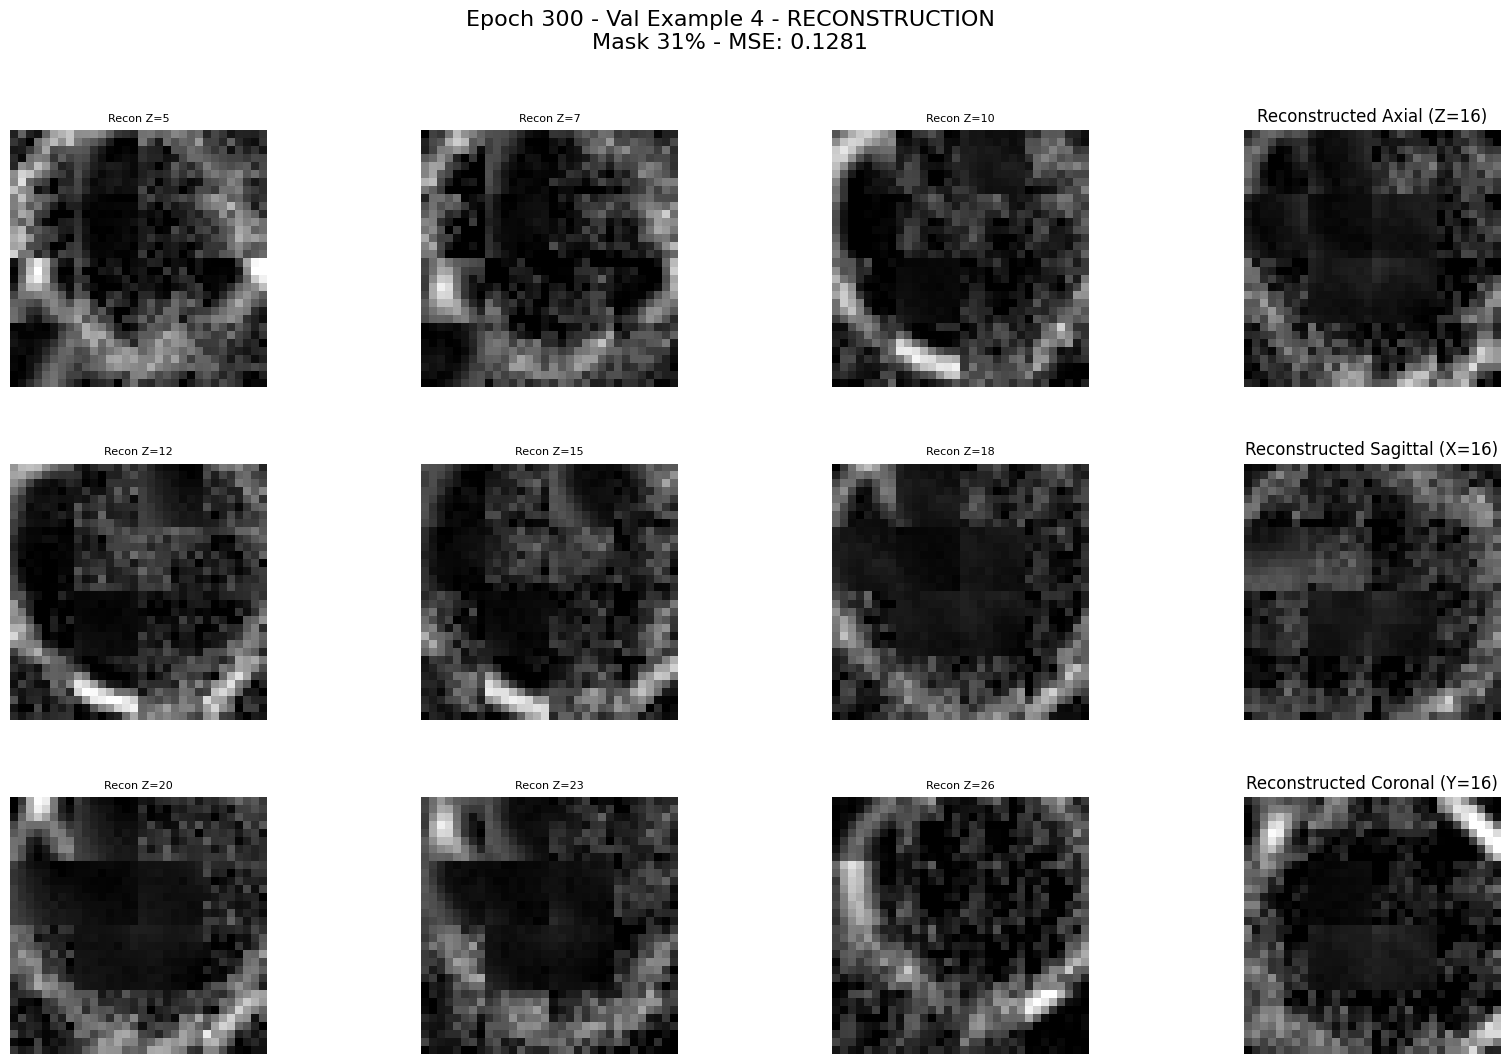 Epoch 300 - Val Example 4 - RECONSTRUCTION
Mask 31% - MSE: 0.1281
Recon Z=5
Recon Z=7
Recon Z=10
Reconstructed Axial (Z=16)
Recon Z=12
Recon Z=15
Recon Z=18
Reconstructed Sagittal (X=16)
Recon Z=20
Recon Z=23
Recon Z=26
Reconstructed Coronal (Y=16)